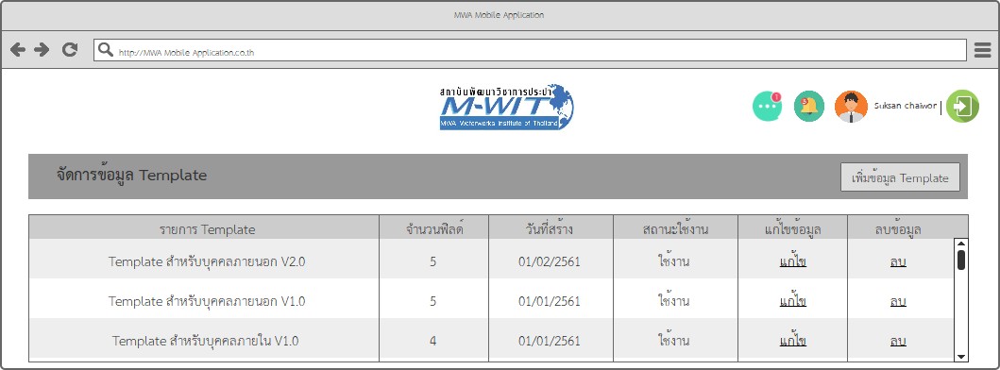 MWA Mobile Application
http://MWA Mobile Application.co.th
สถาบันพัฒนาวิชาการประปา
M-WIT
MWA Waterworks Institute of Thailand
1
3
Suksan chaiwor
จัดการข้อมูล Template
เพิ่มข้อมูล Template
รายการ Template จำนวนฟิลด์ วันที่สร้าง สถานะใช้งาน แก้ไขข้อมูล ลบข้อมูล
Template สำหรับบุคคลภายนอก V2.0 5 01/02/2561 ใช้งาน แก้ไข ลบ
Template สำหรับบุคคลภายนอก V1.0 5 01/01/2561 ใช้งาน แก้ไข ลบ
Template สำหรับบุคคลภายใน V1.0 4 01/01/2561 ใช้งาน แก้ไข ลบ